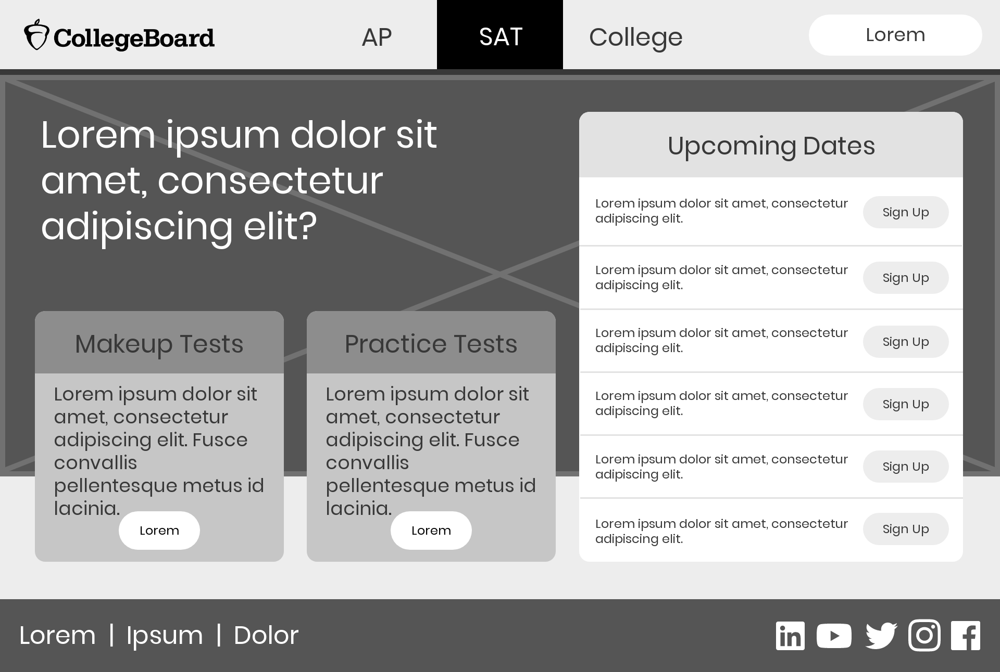 CollegeBoard
AP
SAT
College
Lorem
Lorem ipsum dolor sit
amet, consectetur
adipiscing elit?
Makeup Tests
Lorem ipsum dolor sit
amet, consectetur
adipiscing elit. Fusce
convallis
pellentesque metus id
lacinia.
Lorem
Practice Tests
Lorem ipsum dolor sit
amet, consectetur
adipiscing elit. Fusce
convallis
pellentesque metus id
lacinia.
Lorem
Upcoming Dates
Lorem ipsum dolor sit amet, consectetur
adipiscing elit.
Sign Up
Lorem ipsum dolor sit amet, consectetur
adipiscing elit.
Sign Up
Lorem ipsum dolor sit amet, consectetur
adipiscing elit.
Sign Up
Lorem ipsum dolor sit amet, consectetur
adipiscing elit.
Sign Up
Lorem ipsum dolor sit amet, consectetur
adipiscing elit.
Sign Up
Lorem ipsum dolor sit amet, consectetur
adipiscing elit.
Sign Up
Lorem | Ipsum | Dolor